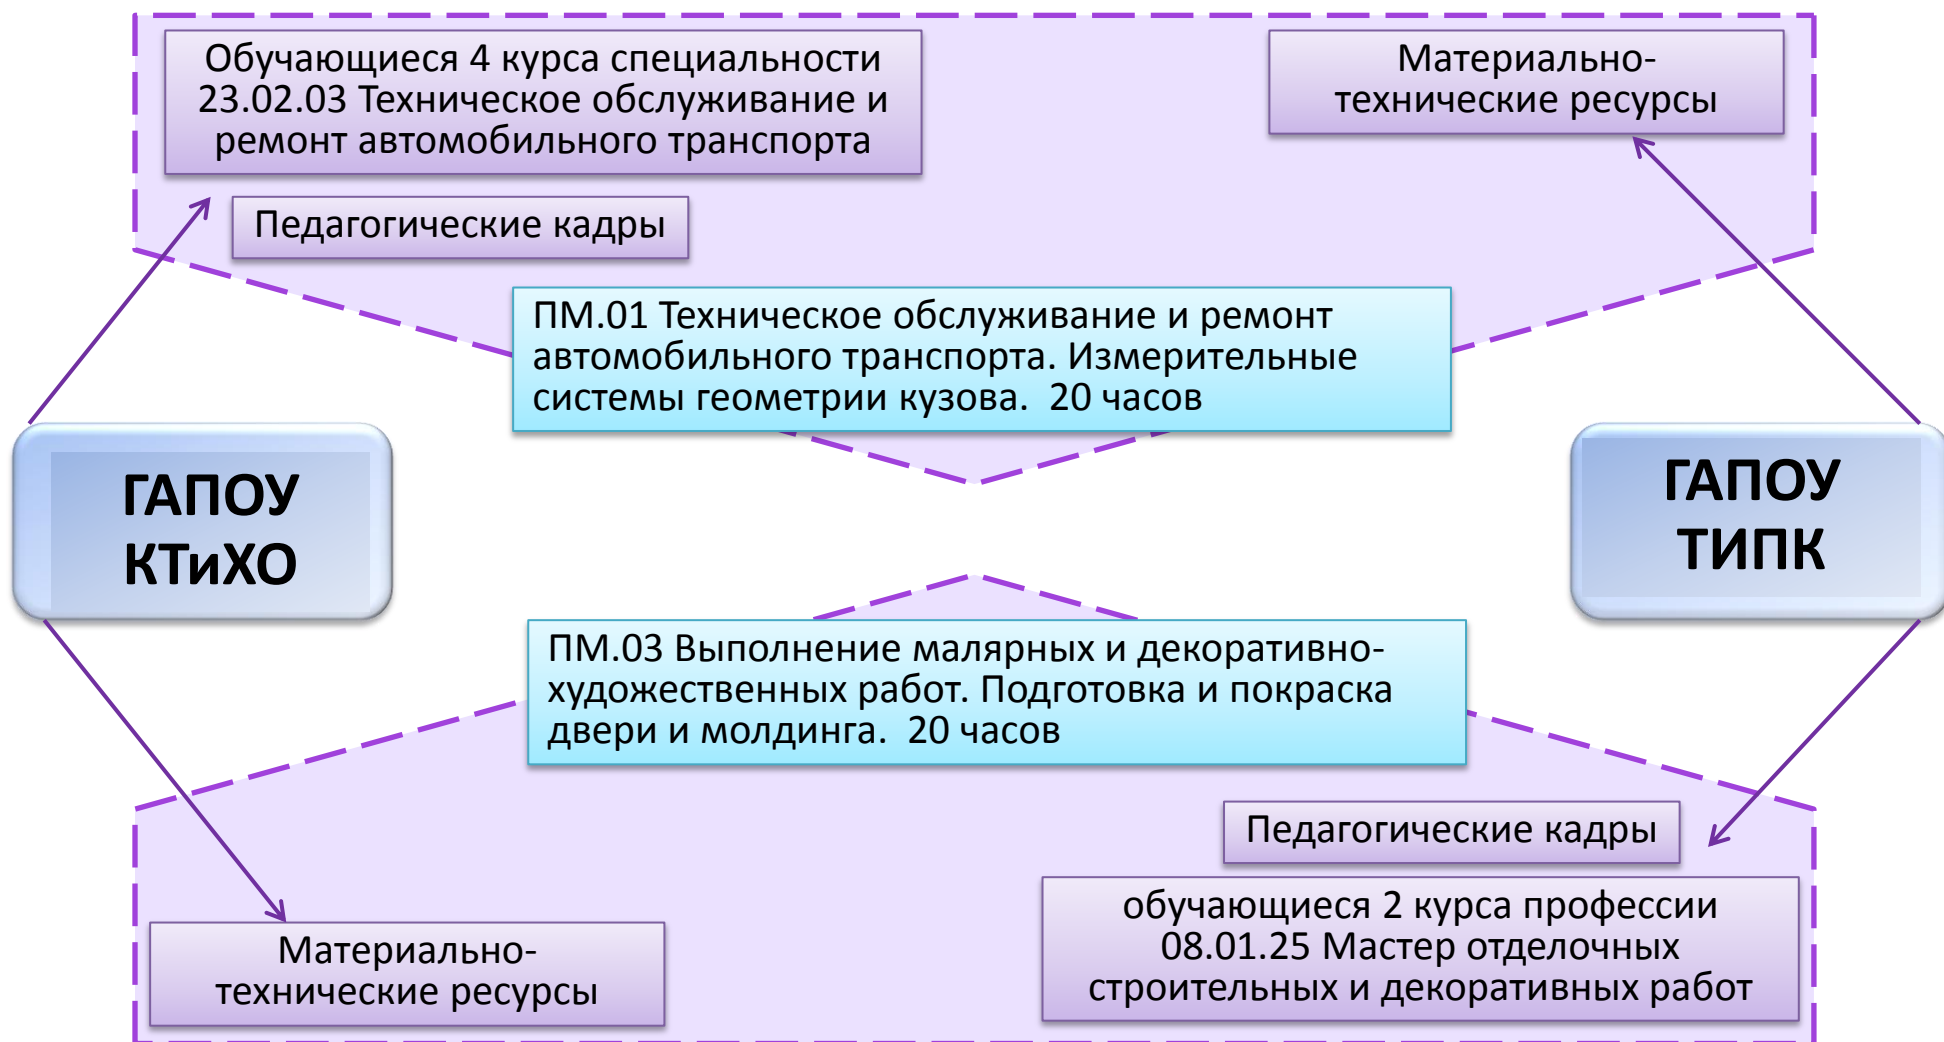 Обучающиеся 4 курса специальности
23.02.03 Техническое обслуживание и
ремонт автомобильного транспорта
Материально-
технические ресурсы
Педагогические кадры
ПМ.01 Техническое обслуживание и ремонт
автомобильного транспорта. Измерительные
системы геометрии кузова.  20 часов
ГАПОУ
КТиХО
ГАПОУ
ТИПК
ПМ.03 Выполнение малярных и декоративно-
художественных работ. Подготовка и покраска
двери и молдинга.  20 часов
Педагогические кадры
обучающиеся 2 курса профессии
08.01.25 Мастер отделочных
строительных и декоративных работ
Материально-
технические ресурсы